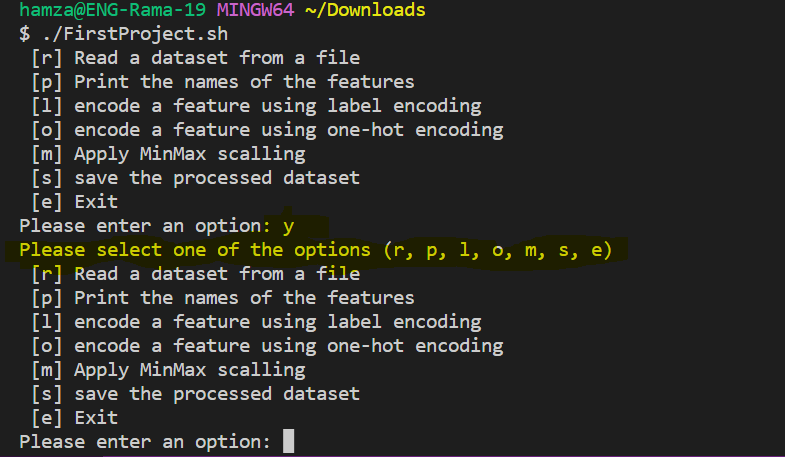 hamza@ENG-Rama-19 MINGW64 ~/Downloads
$ ./FirstProject.sh
[r] Read a dataset from a file
[p] Print the names of the features
[l] encode a feature using label encoding
[o] encode a feature using one-hot encoding
[m] Apply MinMax scalling
[s] save the processed dataset
[e] Exit
Please enter an option: y
Please select one of the options (r, p, l, o, m, s, e)
[r] Read a dataset from a file
[p] Print the names of the features
[l] encode a feature using label encoding
[o] encode a feature using one-hot encoding
[m] Apply MinMax scalling
[s] save the processed dataset
[e] Exit
Please enter an option: